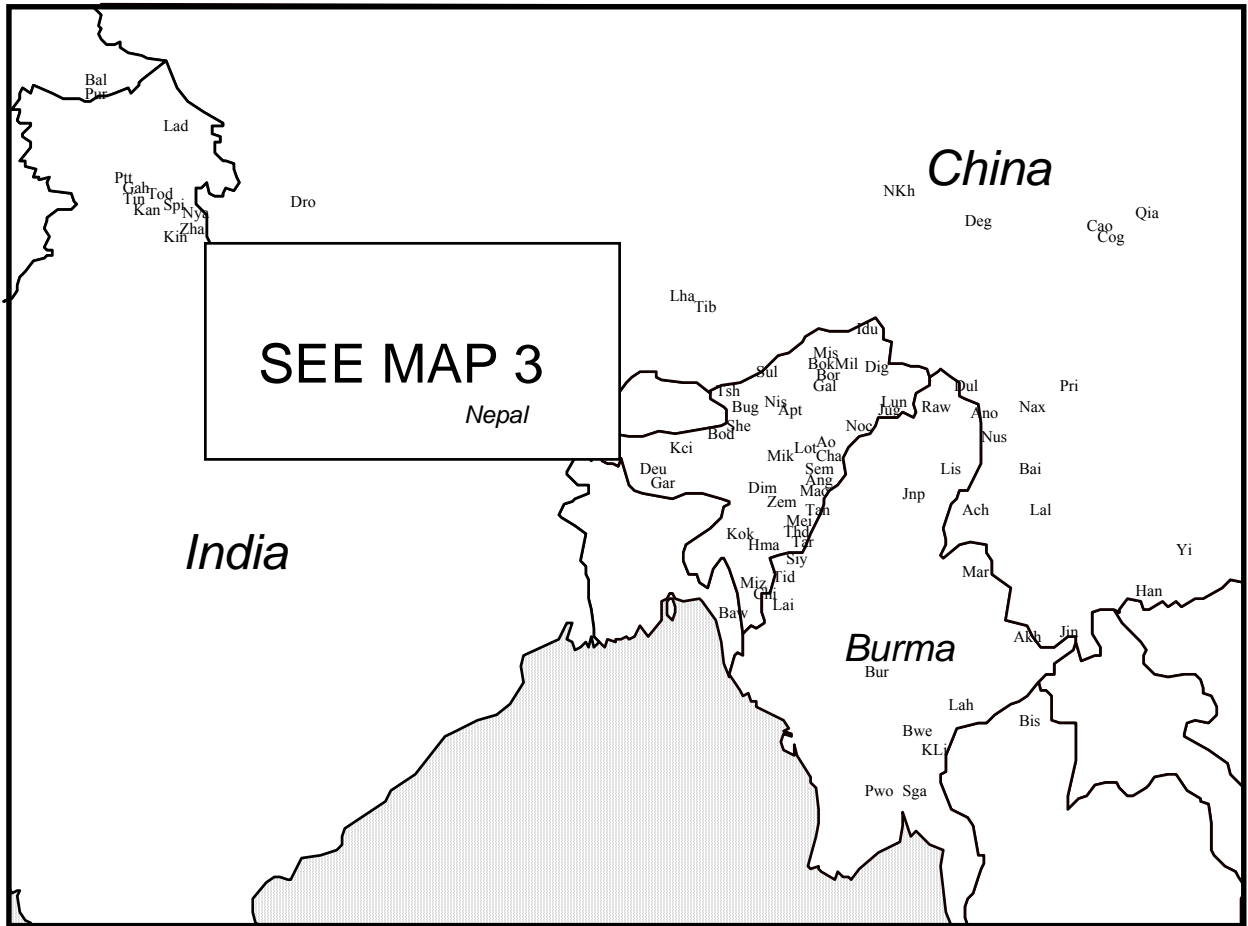 Bal
Pur
Lad
China
Ptt
Gah
Tod
Tin
Spi
Kan
Nya
Zha
Kin
Dro
NKh
Deg
Qia
Cao
Cog
Lha
Tib
SEE MAP 3
Nepal
Idu
Mis
Bok
Mil
Dig
Bor
Gal
Sul
Tsh
Bug
Nis
Apt
She
Bod
Kci
Lun
Jug
Raw
Dul
Ano
Nus
Pri
Nax
Noc
Ao
Lot
Mik
Cha
Sem
Ang
Mao
Deu
Gar
Dim
Zem
Tan
Lis
Bai
Jnp
Ach
Lal
Mei
Thd
Tar
Kok
Hma
Siy
India
Yi
Tid
Miz
Chi
Lai
Baw
Mar
Han
Akh
Jin
Burma
Bur
Lah
Bis
Bwe
KLi
Pwo
Sga